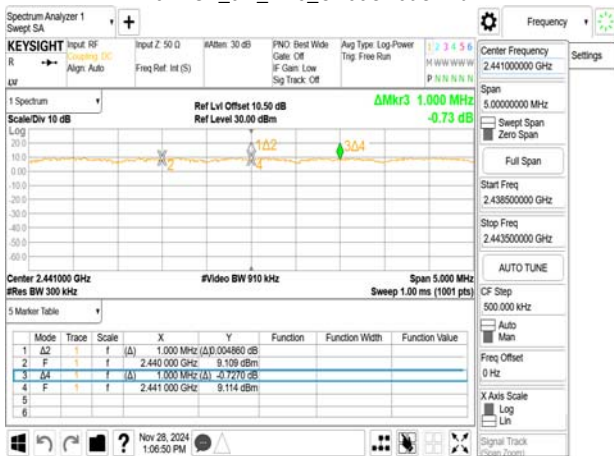 Spectrum Analyzer 1
Swept SA
+
Frequency
KEYSIGHT
R
Input: RF
Coupling: DC
Align: Auto
Input Z: 50 Ω
Freq Ref: Int (S)
#Atten: 30 dB
PNO: Best Wide
Gate: Off
IF Gain: Low
Sig Track: Off
Avg Type: Log-Power
Trig: Free Run
1 2 3 4 5 6
M W W W W W
P N N N N N
Center Frequency
2.441000000 GHz
Settings
Span
5.00000000 MHz
Swept Span
Zero Span
Full Span
Start Freq
2.438500000 GHz
Stop Freq
2.443500000 GHz
AUTO TUNE
CF Step
500.000 kHz
Auto
Man
Freq Offset
0 Hz
X Axis Scale
Log
Lin
Signal Track
(Span Zoom)
1 Spectrum
Scale/Div 10 dB
Ref Lvl Offset 10.50 dB
Ref Level 30.00 dBm
ΔMkr3 1.000 MHz
-0.73 dB
Log
20.0
10.0
0.00
-10.0
-20.0
-30.0
-40.0
-50.0
-60.0
2
1Δ2
4
3Δ4
Center 2.441000 GHz
#Res BW 300 kHz
#Video BW 910 kHz
Span 5.000 MHz
Sweep 1.00 ms (1001 pts)
5 Marker Table
Mode Trace Scale X Y Function Function Width Function Value
1 Δ2 1 f (Δ) 1.000 MHz (Δ) 0.004860 dB
2 F 1 f 2.440 000 GHz 9.109 dBm
3 Δ4 1 f (Δ) 1.000 MHz (Δ) -0.7270 dB
4 F 1 f 2.441 000 GHz 9.114 dBm
5
6
?
Nov 28, 2024
1:06:50 PM